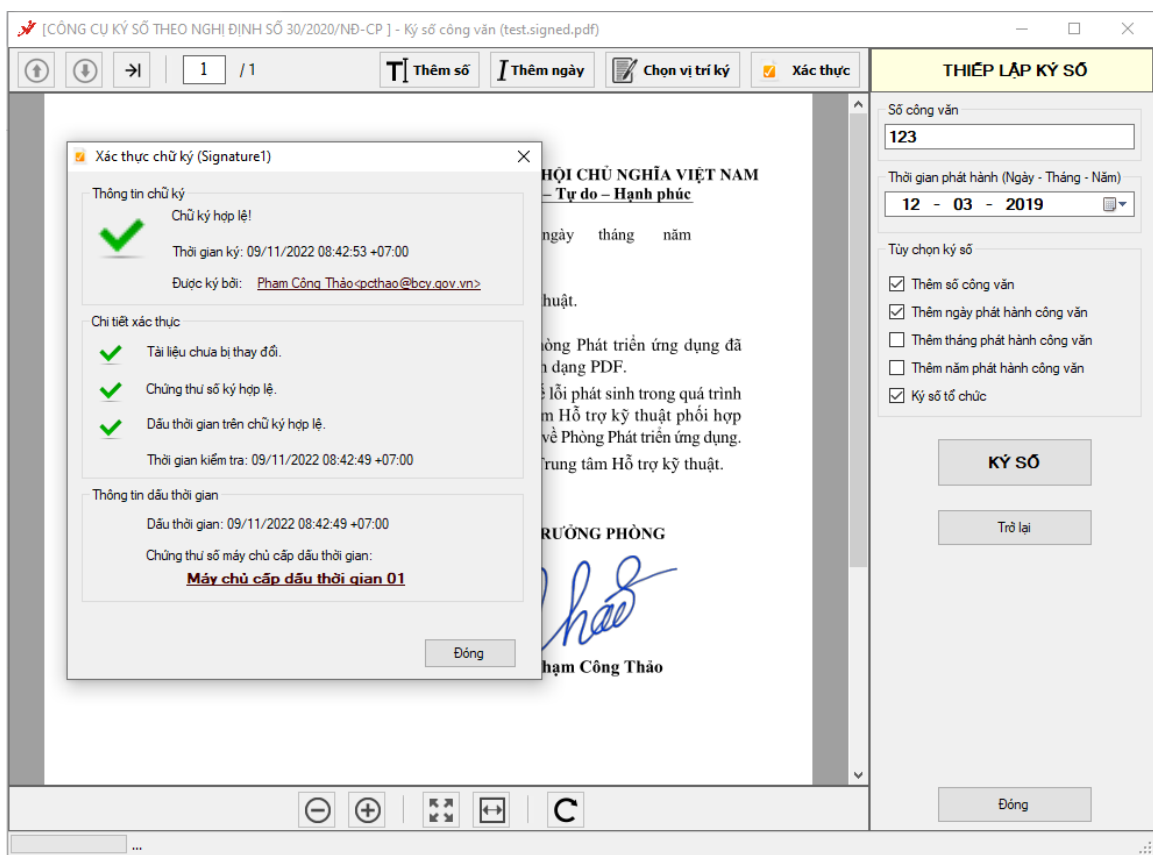 [CÔNG CỤ KÝ SỐ THEO NGHỊ ĐỊNH SỐ 30/2020/NĐ-CP ] - Ký số công văn (test.signed.pdf)
1 / 1
Thêm số
Thêm ngày
Chọn vị trí ký
Xác thực
THIẾP LẬP KÝ SỐ
HỘI CHỦ NGHĨA VIỆT NAM
– Tự do – Hạnh phúc
ngày tháng năm
huật.
òng Phát triển ứng dụng đã
dạng PDF.
lỗi phát sinh trong quá trình
m Hỗ trợ kỹ thuật phối hợp
về Phòng Phát triển ứng dụng.
rung tâm Hỗ trợ kỹ thuật.
RƯỞNG PHÒNG
Thảo
hạm Công Thảo
Xác thực chữ ký (Signature1)
Thông tin chữ ký
Chữ ký hợp lệ!
Thời gian ký: 09/11/2022 08:42:53 +07:00
Được ký bởi: Phạm Công Thảo<pcthao@bcy.gov.vn>
Chi tiết xác thực
Tài liệu chưa bị thay đổi.
Chứng thư số ký hợp lệ.
Dấu thời gian trên chữ ký hợp lệ.
Thời gian kiểm tra: 09/11/2022 08:42:49 +07:00
Thông tin dấu thời gian
Dấu thời gian: 09/11/2022 08:42:49 +07:00
Chứng thư số máy chủ cấp dấu thời gian:
Máy chủ cấp dấu thời gian 01
Đóng
Số công văn
123
Thời gian phát hành (Ngày - Tháng - Năm)
12 - 03 - 2019
Tùy chọn ký số
Thêm số công văn
Thêm ngày phát hành công văn
Thêm tháng phát hành công văn
Thêm năm phát hành công văn
Ký số tổ chức
KÝ SỐ
Trở lại
Đóng
...